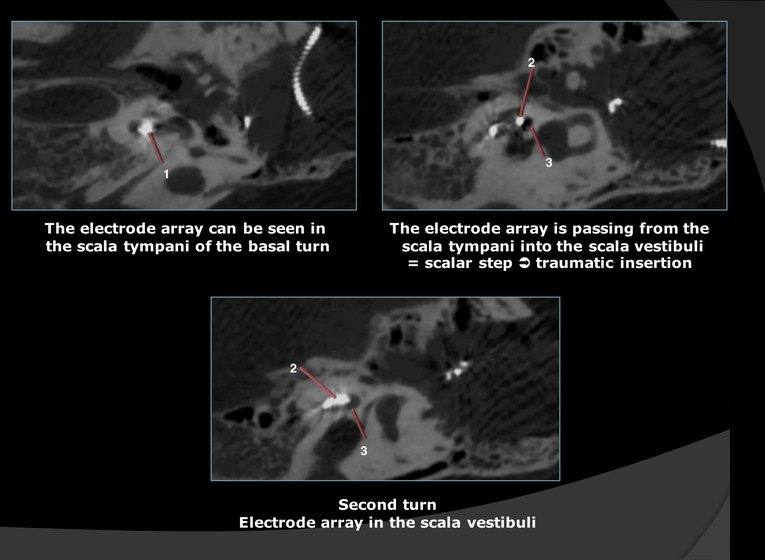 1
2
3
The electrode array can be seen in
the scala tympani of the basal turn
The electrode array is passing from the
scala tympani into the scala vestibuli
= scalar step ➲ traumatic insertion
2
3
Second turn
Electrode array in the scala vestibuli